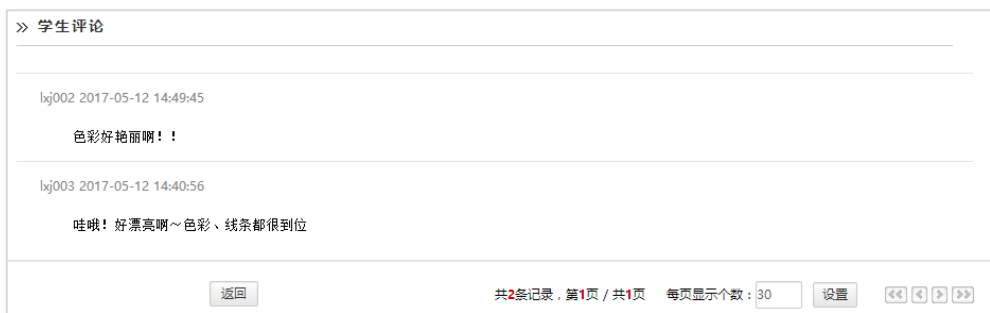 » 学生评论
lxj002 2017-05-12 14:49:45
色彩好艳丽啊！！
lxj003 2017-05-12 14:40:56
哇哦！好漂亮啊～色彩、线条都很到位
返回 共2条记录，第1页 / 共1页 每页显示个数：30 设置